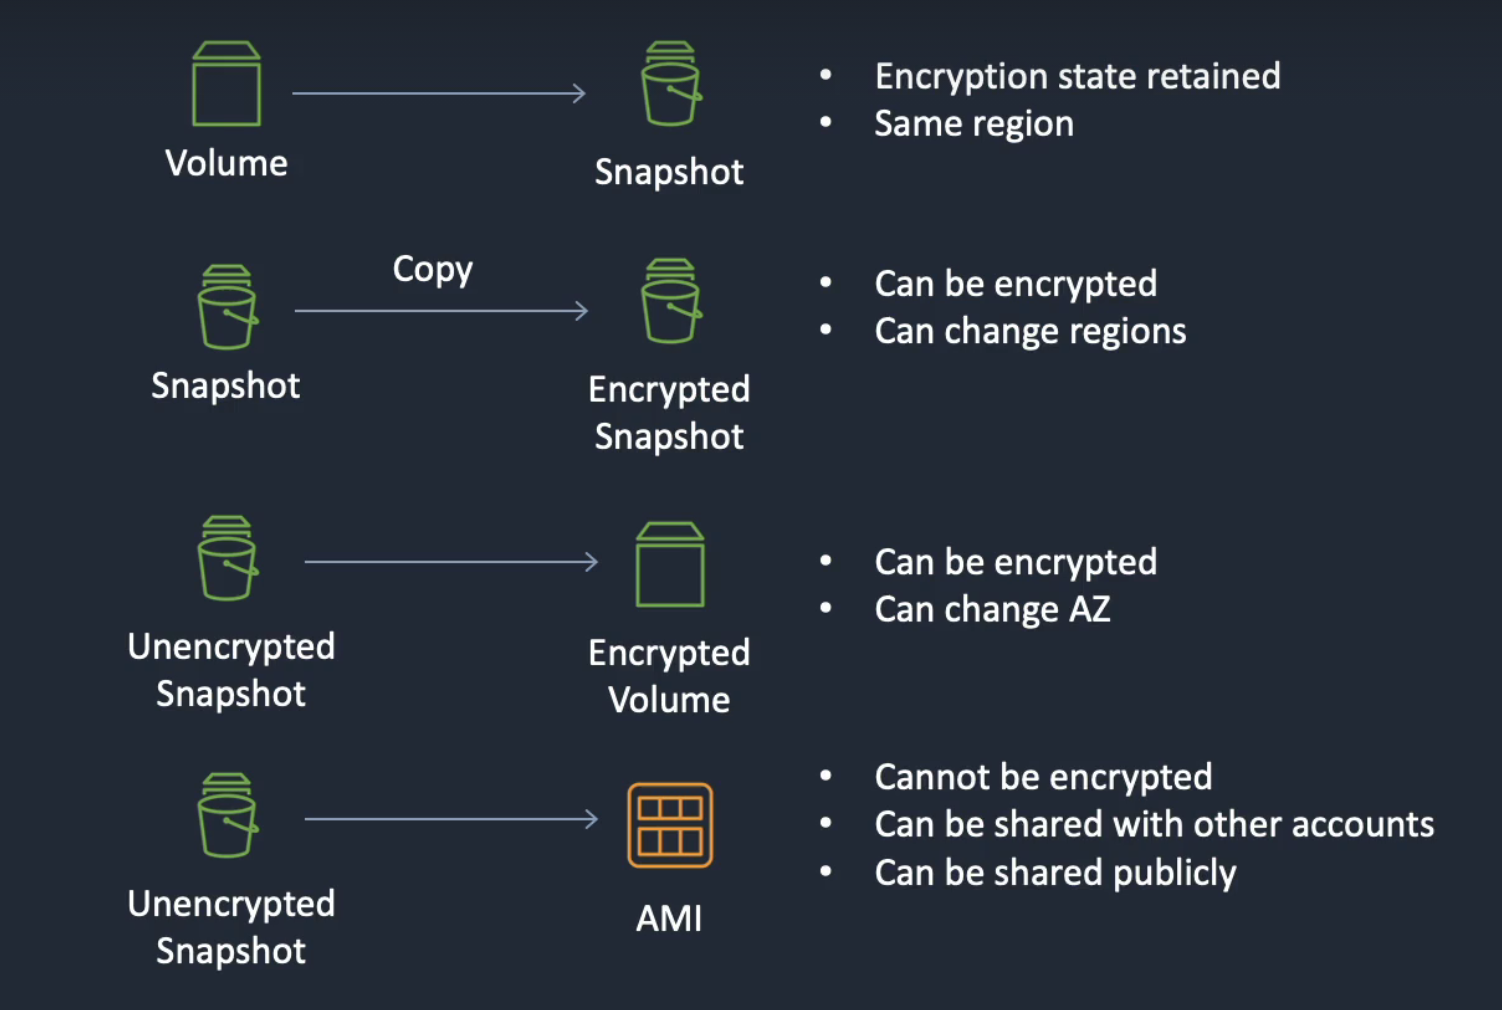 Volume
Snapshot
• Encryption state retained
• Same region
Copy
Snapshot
Encrypted
Snapshot
• Can be encrypted
• Can change regions
Unencrypted
Snapshot
Encrypted
Volume
• Can be encrypted
• Can change AZ
Unencrypted
Snapshot
AMI
• Cannot be encrypted
• Can be shared with other accounts
• Can be shared publicly